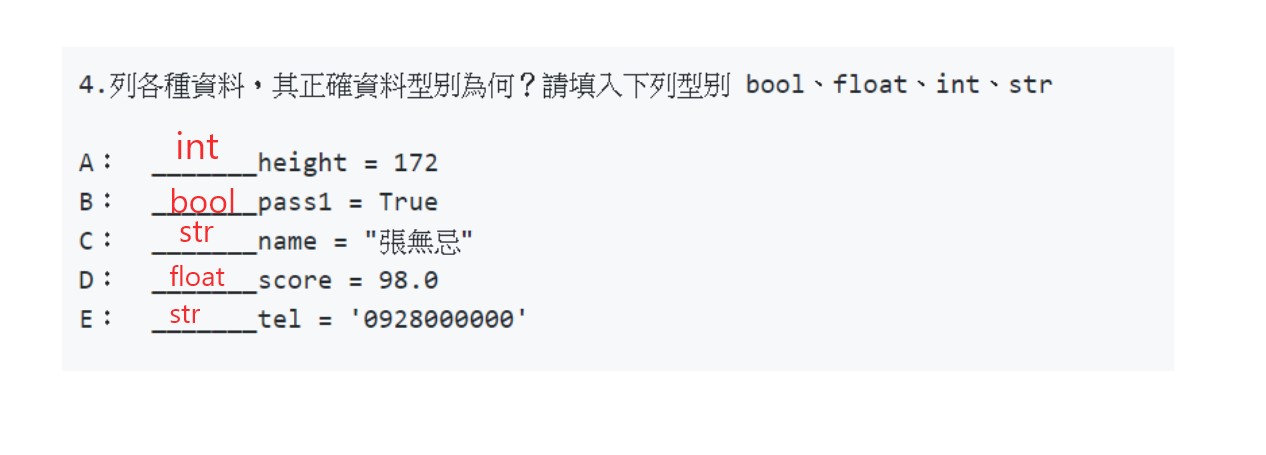 4.列各種資料，其正確資料型別為何？請填入下列型別 bool、float、int、str
A： int_______height = 172
B： bool_______pass1 = True
C： str_______name = "張無忌"
D： float_______score = 98.0
E： str_______tel = '0928000000'